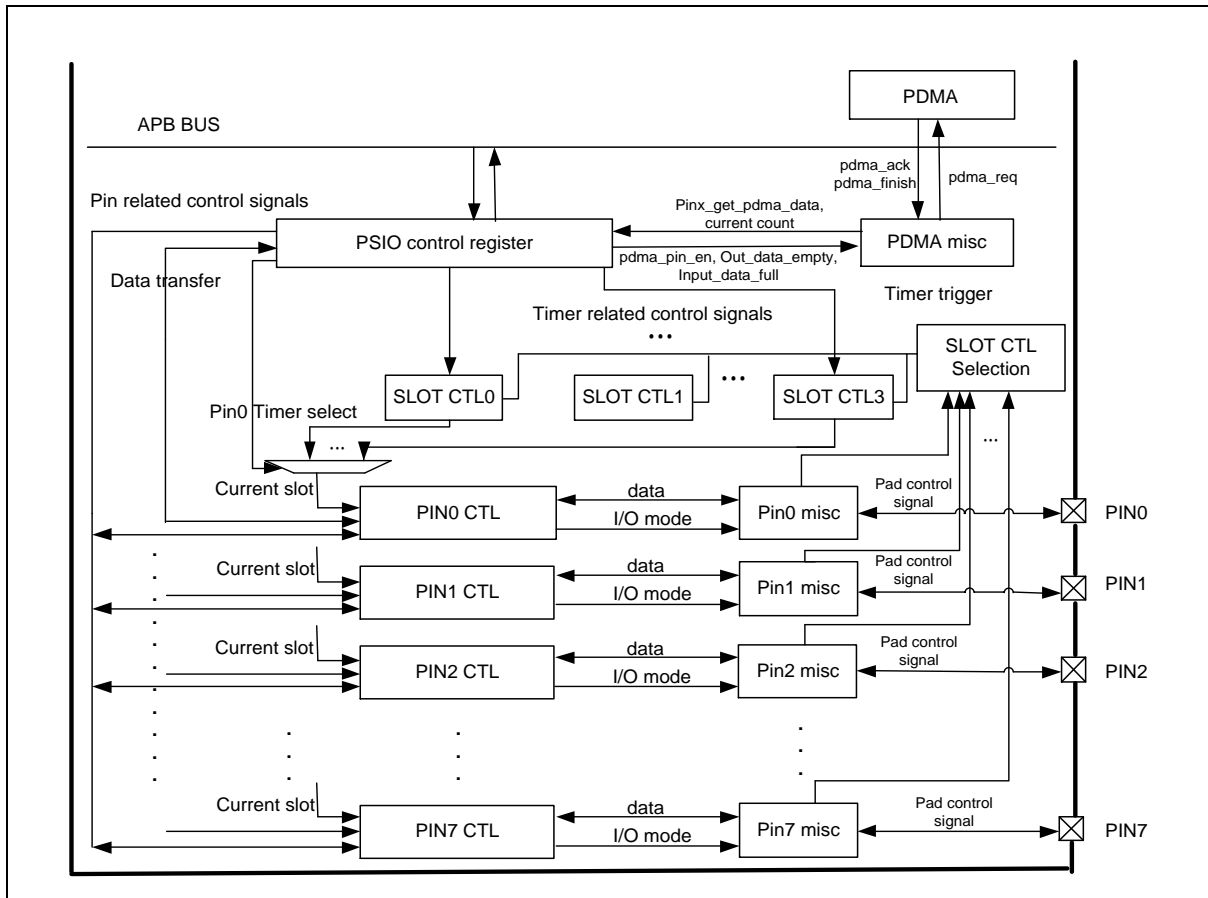 PDMA
APB BUS
pdma_ack
pdma_finish
pdma_req
Pin related control signals
Pinx_get_pdma_data,
current count
PSIO control register
PDMA misc
pdma_pin_en, Out_data_empty,
Input_data_full
Data transfer
Timer trigger
Timer related control signals
...
SLOT CTL
Selection
SLOT CTL0
SLOT CTL1
...
SLOT CTL3
Pin0 Timer select
...
...
Current slot
PIN0 CTL
data
I/O mode
Pin0 misc
Pad control
signal
PIN0
Current slot
PIN1 CTL
data
I/O mode
Pin1 misc
Pad control
signal
PIN1
Current slot
PIN2 CTL
data
I/O mode
Pin2 misc
Pad control
signal
PIN2
Current slot
PIN7 CTL
data
I/O mode
Pin7 misc
Pad control
signal
PIN7